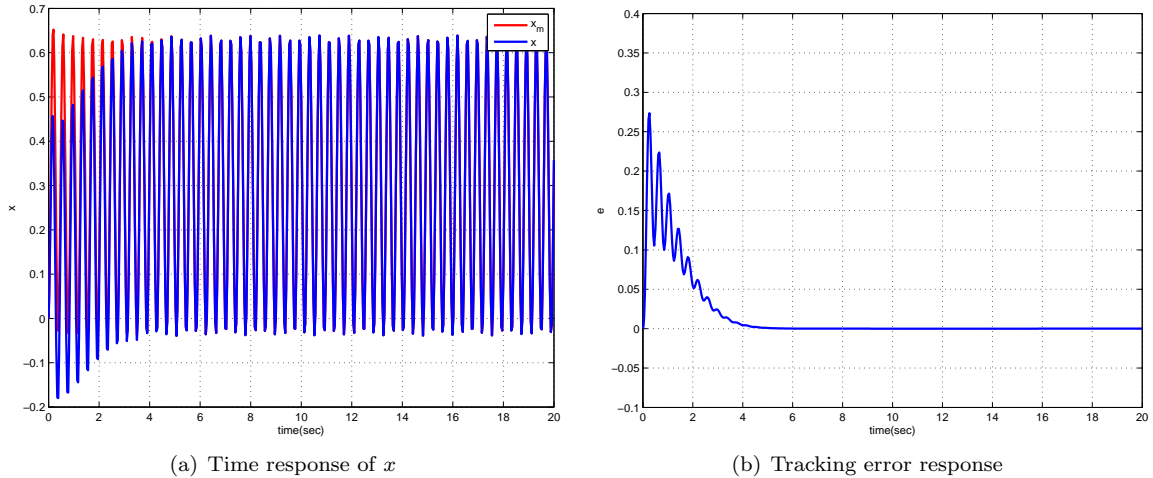 0.7
0.6
0.5
0.4
0.3
0.2
0.1
0
−0.1
−0.2
x
x_m
x
0 2 4 6 8 10 12 14 16 18 20
time(sec)
(a) Time response of x
0.4
0.35
0.3
0.25
0.2
0.15
0.1
0.05
0
−0.05
−0.1
e
0 2 4 6 8 10 12 14 16 18 20
time(sec)
(b) Tracking error response